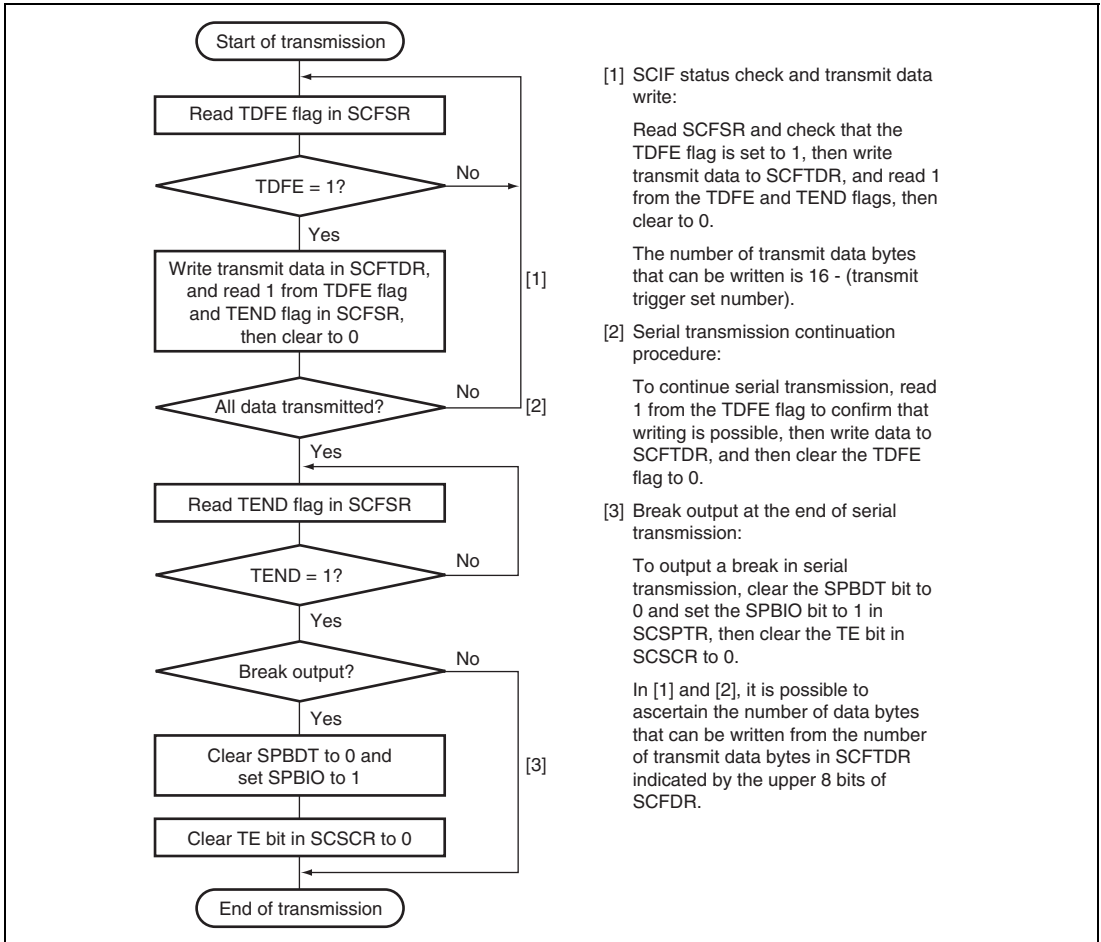 Start of transmission
Read TDFE flag in SCFSR
TDFE = 1?
No
Yes
Write transmit data in SCFTDR,
and read 1 from TDFE flag
and TEND flag in SCFSR,
then clear to 0
[1]
All data transmitted?
No
[2]
Yes
Read TEND flag in SCFSR
TEND = 1?
No
Yes
Break output?
No
Yes
Clear SPBDT to 0 and
set SPBIO to 1
[3]
Clear TE bit in SCSCR to 0
End of transmission
[1] SCIF status check and transmit data
write:
Read SCFSR and check that the
TDFE flag is set to 1, then write
transmit data to SCFTDR, and read 1
from the TDFE and TEND flags, then
clear to 0.
The number of transmit data bytes
that can be written is 16 - (transmit
trigger set number).
[2] Serial transmission continuation
procedure:
To continue serial transmission, read
1 from the TDFE flag to confirm that
writing is possible, then write data to
SCFTDR, and then clear the TDFE
flag to 0.
[3] Break output at the end of serial
transmission:
To output a break in serial
transmission, clear the SPBDT bit to
0 and set the SPBIO bit to 1 in
SCSPTR, then clear the TE bit in
SCSCR to 0.
In [1] and [2], it is possible to
ascertain the number of data bytes
that can be written from the number
of transmit data bytes in SCFTDR
indicated by the upper 8 bits of
SCFDR.